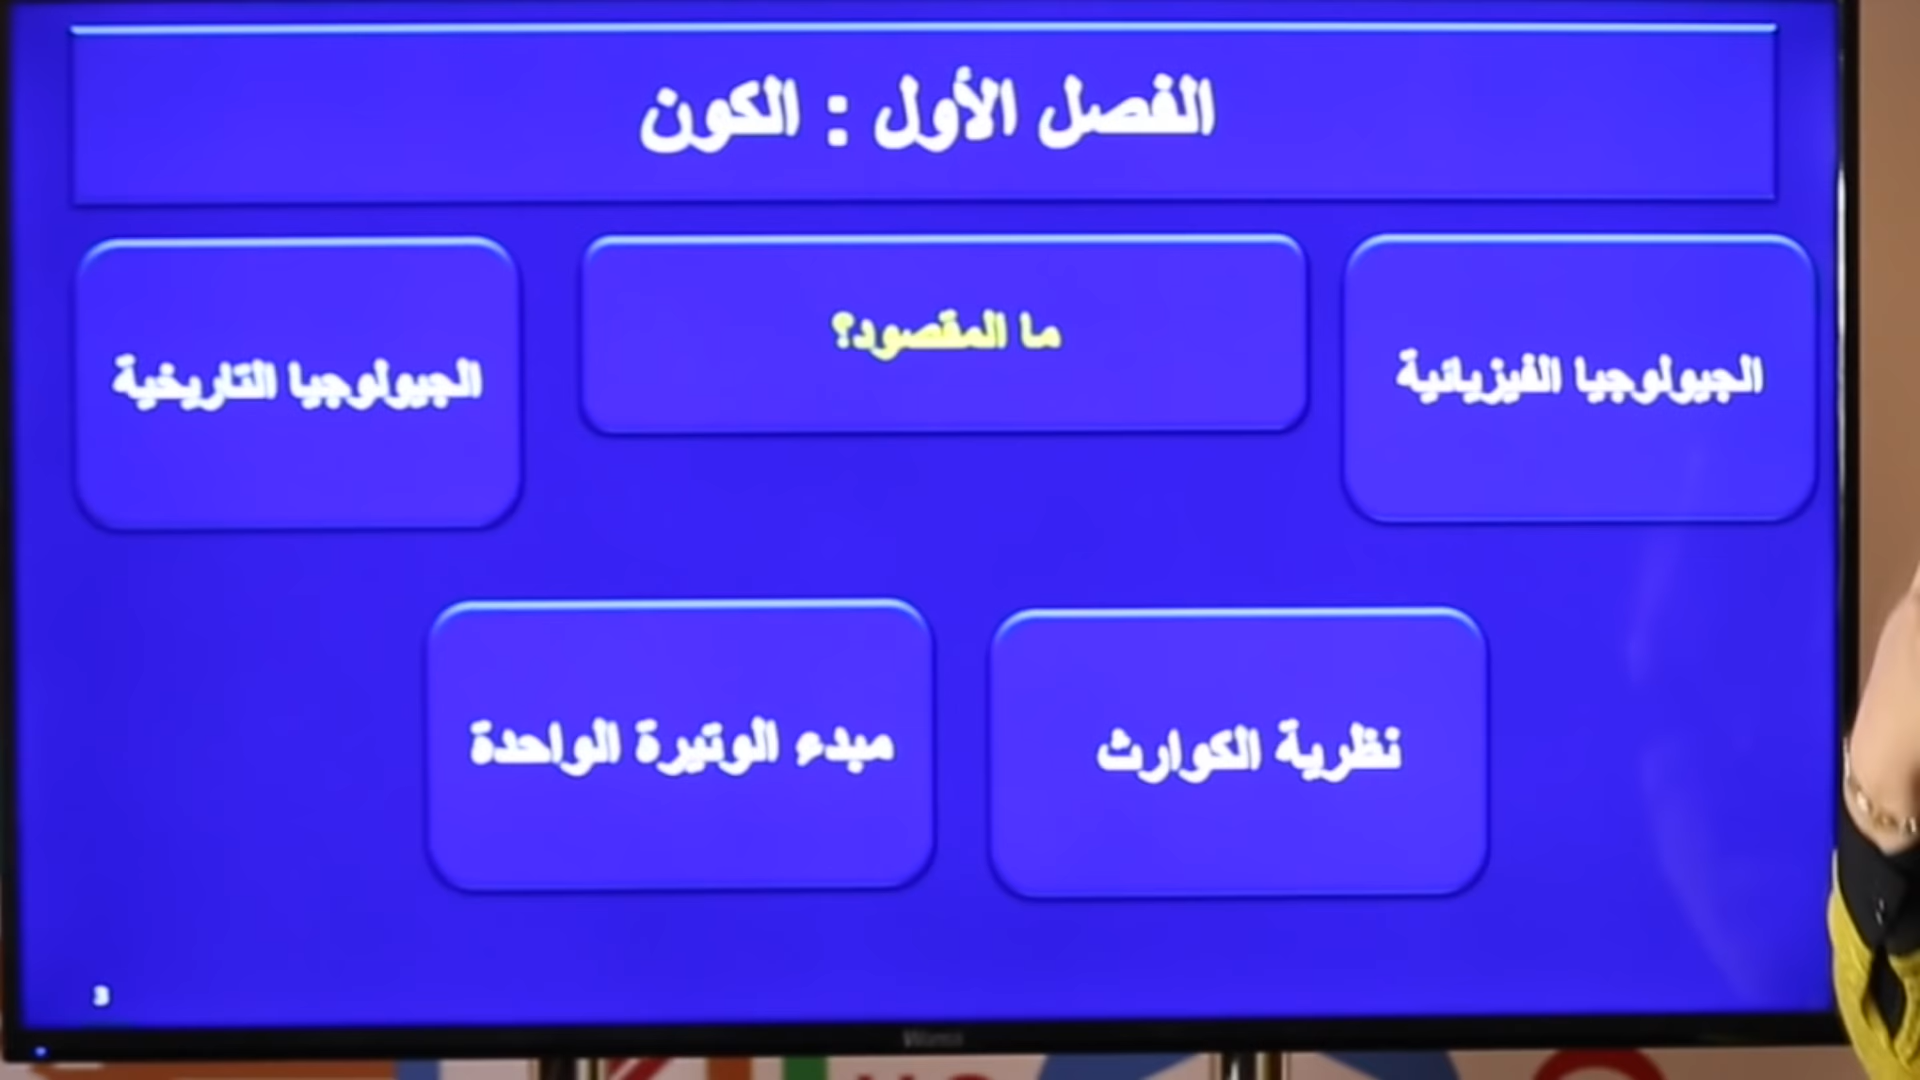 الفصل الأول : الكون
الجيولوجيا الفيزيائية
ما المقصود؟
الجيولوجيا التاريخية
نظرية الكوارث
مبدء الوتيرة الواحدة
3